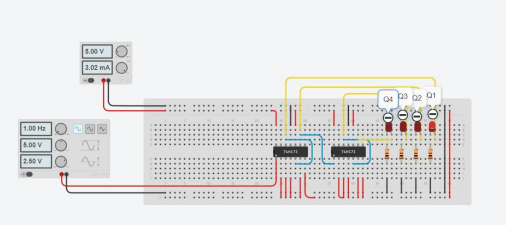 5.00 V
3.02 mA
Q4
Q3
Q2
Q1
1.00 Hz
5.00 V
2.50 V
74HC73
74HC73